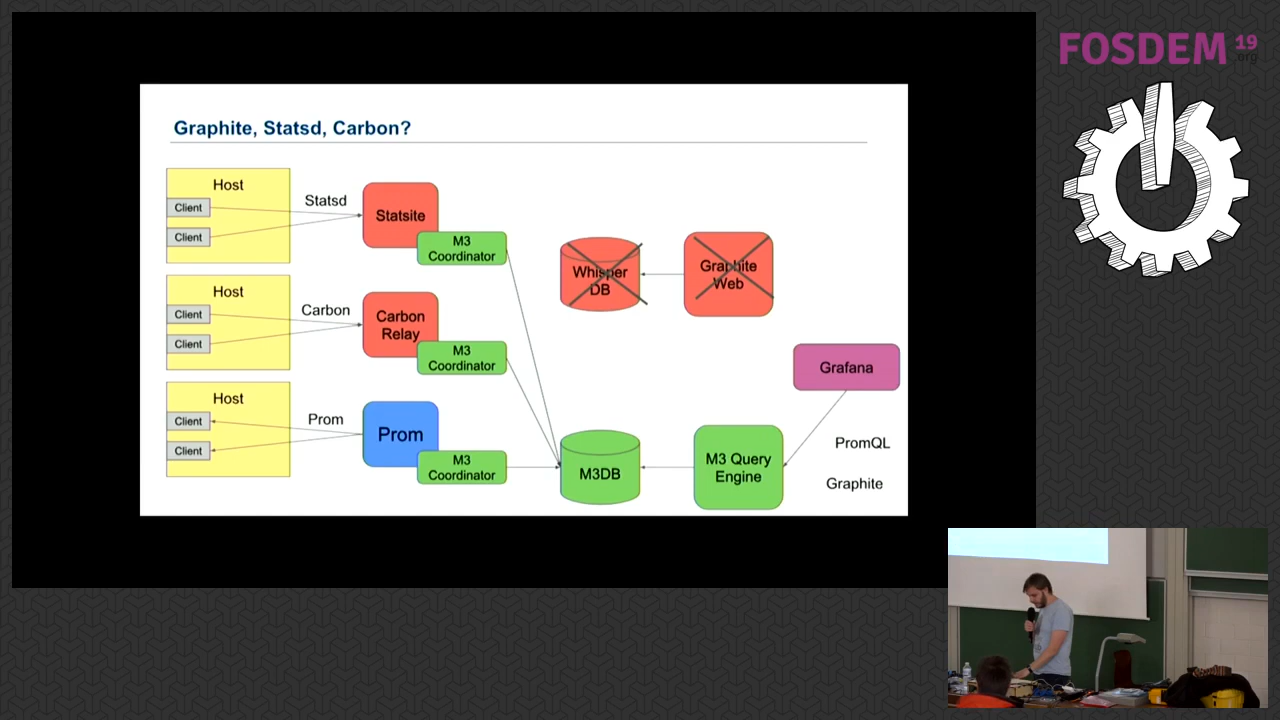 FOSDEM 19
.org
Graphite, Statsd, Carbon?
Host
Client
Client
Statsd
Statsite
M3
Coordinator
Whisper
DB
Graphite
Web
Host
Client
Client
Carbon
Carbon
Relay
M3
Coordinator
Grafana
Host
Client
Client
Prom
Prom
M3
Coordinator
M3DB
M3 Query
Engine
PromQL
Graphite